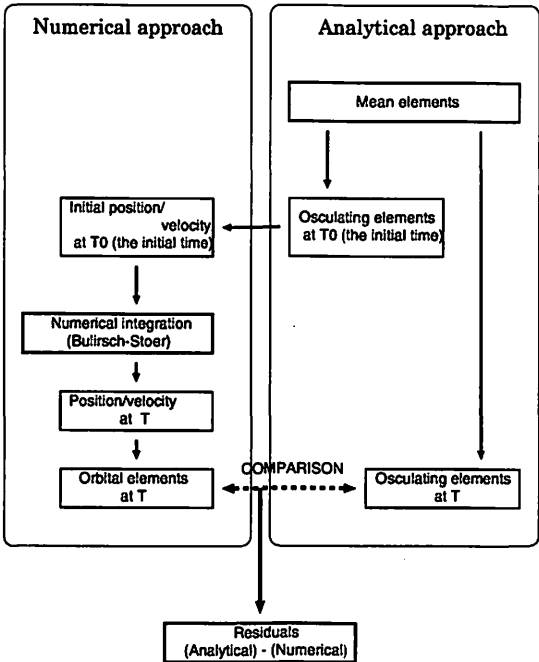 Numerical approach
Analytical approach
Mean elements
Initial position/
velocity
at T0 (the initial time)
Osculating elements
at T0 (the initial time)
Numerical integration
(Bulirsch-Stoer)
Position/velocity
at T
COMPARISON
Orbital elements
at T
Osculating elements
at T
Residuals
(Analytical) - (Numerical)